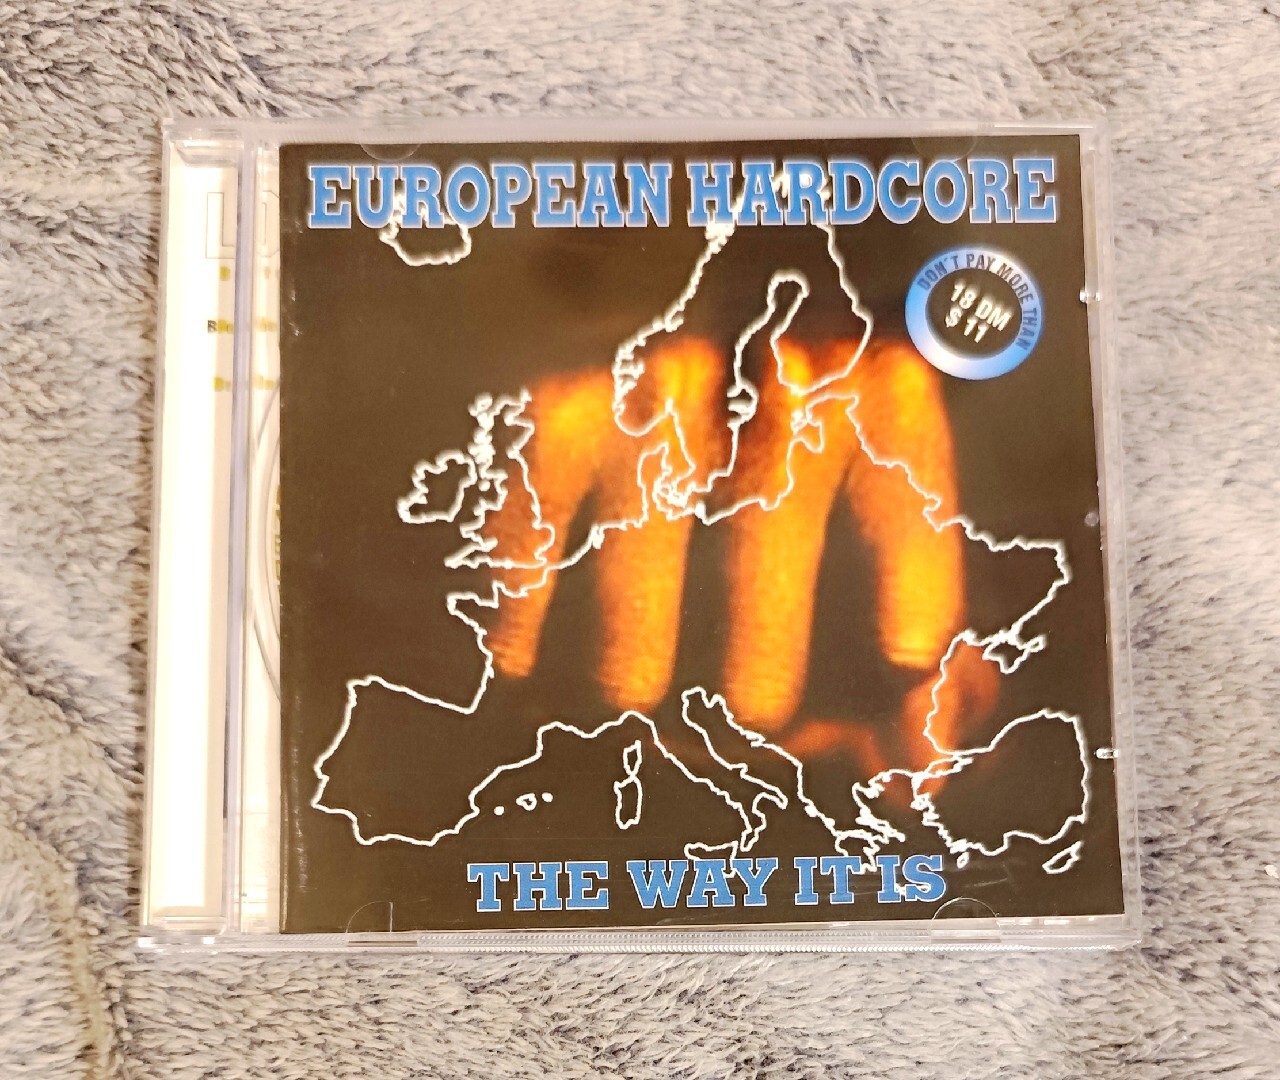 EUROPEAN HARDCORE
DON'T PAY MORE THAN
18 DM
$ 11
THE WAY IT IS